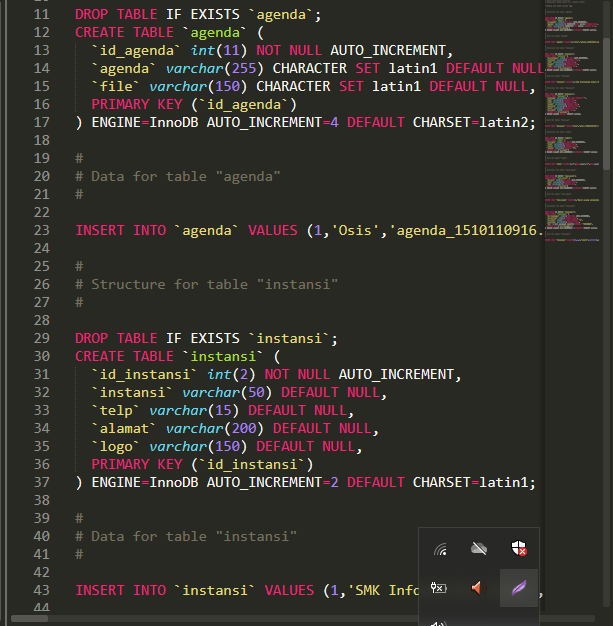 11 DROP TABLE IF EXISTS `agenda`;
12 CREATE TABLE `agenda` (
13   `id_agenda` int(11) NOT NULL AUTO_INCREMENT,
14   `agenda` varchar(255) CHARACTER SET latin1 DEFAULT NULL
15   `file` varchar(150) CHARACTER SET latin1 DEFAULT NULL,
16   PRIMARY KEY (`id_agenda`)
17 ) ENGINE=InnoDB AUTO_INCREMENT=4 DEFAULT CHARSET=latin2;
18
19 #
20 # Data for table "agenda"
21 #
22
23 INSERT INTO `agenda` VALUES (1,'Osis','agenda_1510110916.
24
25 #
26 # Structure for table "instansi"
27 #
28
29 DROP TABLE IF EXISTS `instansi`;
30 CREATE TABLE `instansi` (
31   `id_instansi` int(2) NOT NULL AUTO_INCREMENT,
32   `instansi` varchar(50) DEFAULT NULL,
33   `telp` varchar(15) DEFAULT NULL,
34   `alamat` varchar(200) DEFAULT NULL,
35   `logo` varchar(150) DEFAULT NULL,
36   PRIMARY KEY (`id_instansi`)
37 ) ENGINE=InnoDB AUTO_INCREMENT=2 DEFAULT CHARSET=latin1;
38
39 #
40 # Data for table "instansi"
41 #
42
43 INSERT INTO `instansi` VALUES (1,'SMK Info
44